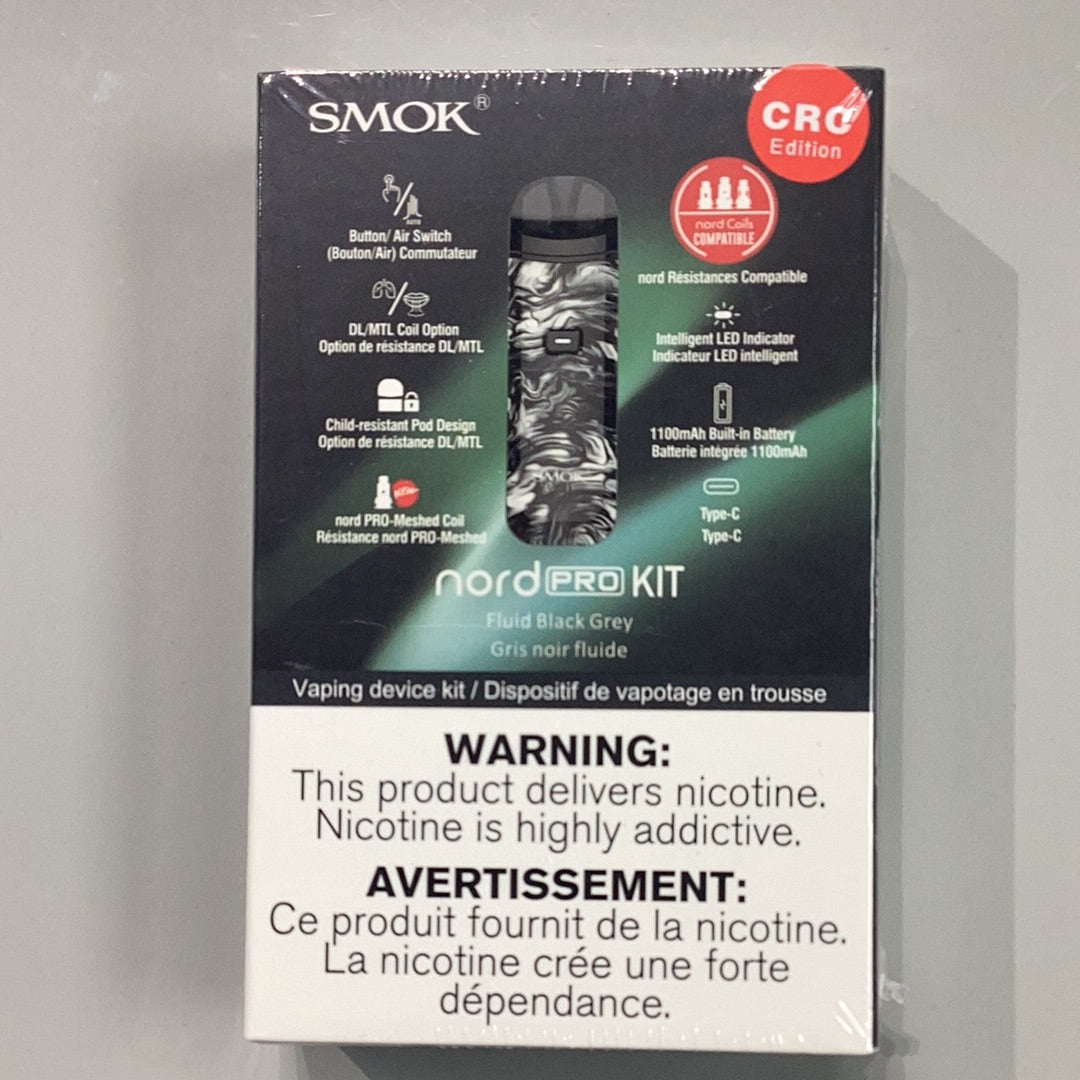 SMOK®
CRC
Edition
AUTO
Button/ Air Switch
(Bouton/Air) Commutateur
DL/MTL Coil Option
Option de résistance DL/MTL
Child-resistant Pod Design
Option de résistance DL/MTL
nord PRO-Meshed Coil
Résistance nord PRO-Meshed
SMOK
nord Coils
COMPATIBLE
nord Résistances Compatible
Intelligent LED Indicator
Indicateur LED intelligent
1100mAh Built-in Battery
Batterie intégrée 1100mAh
Type-C
Type-C
nord PRO KIT
Fluid Black Grey
Gris noir fluide
Vaping device kit / Dispositif de vapotage en trousse
WARNING:
This product delivers nicotine.
Nicotine is highly addictive.
AVERTISSEMENT:
Ce produit fournit de la nicotine.
La nicotine crée une forte
dépendance.